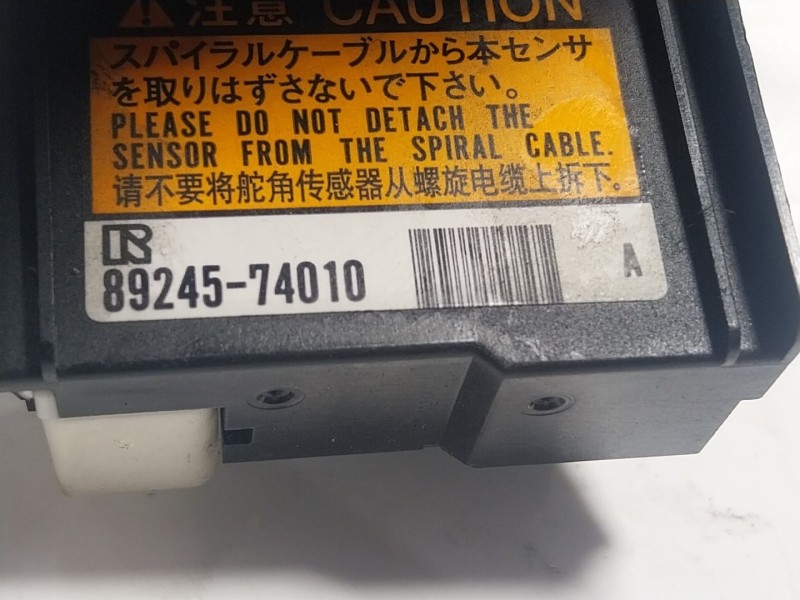 注意 CAUTION
スパイラルケーブルから本センサ
を取りはずさないで下さい。
PLEASE DO NOT DETACH THE
SENSOR FROM THE SPIRAL CABLE.
请不要将舵角传感器从螺旋电缆上拆下。
R
89245-74010
A